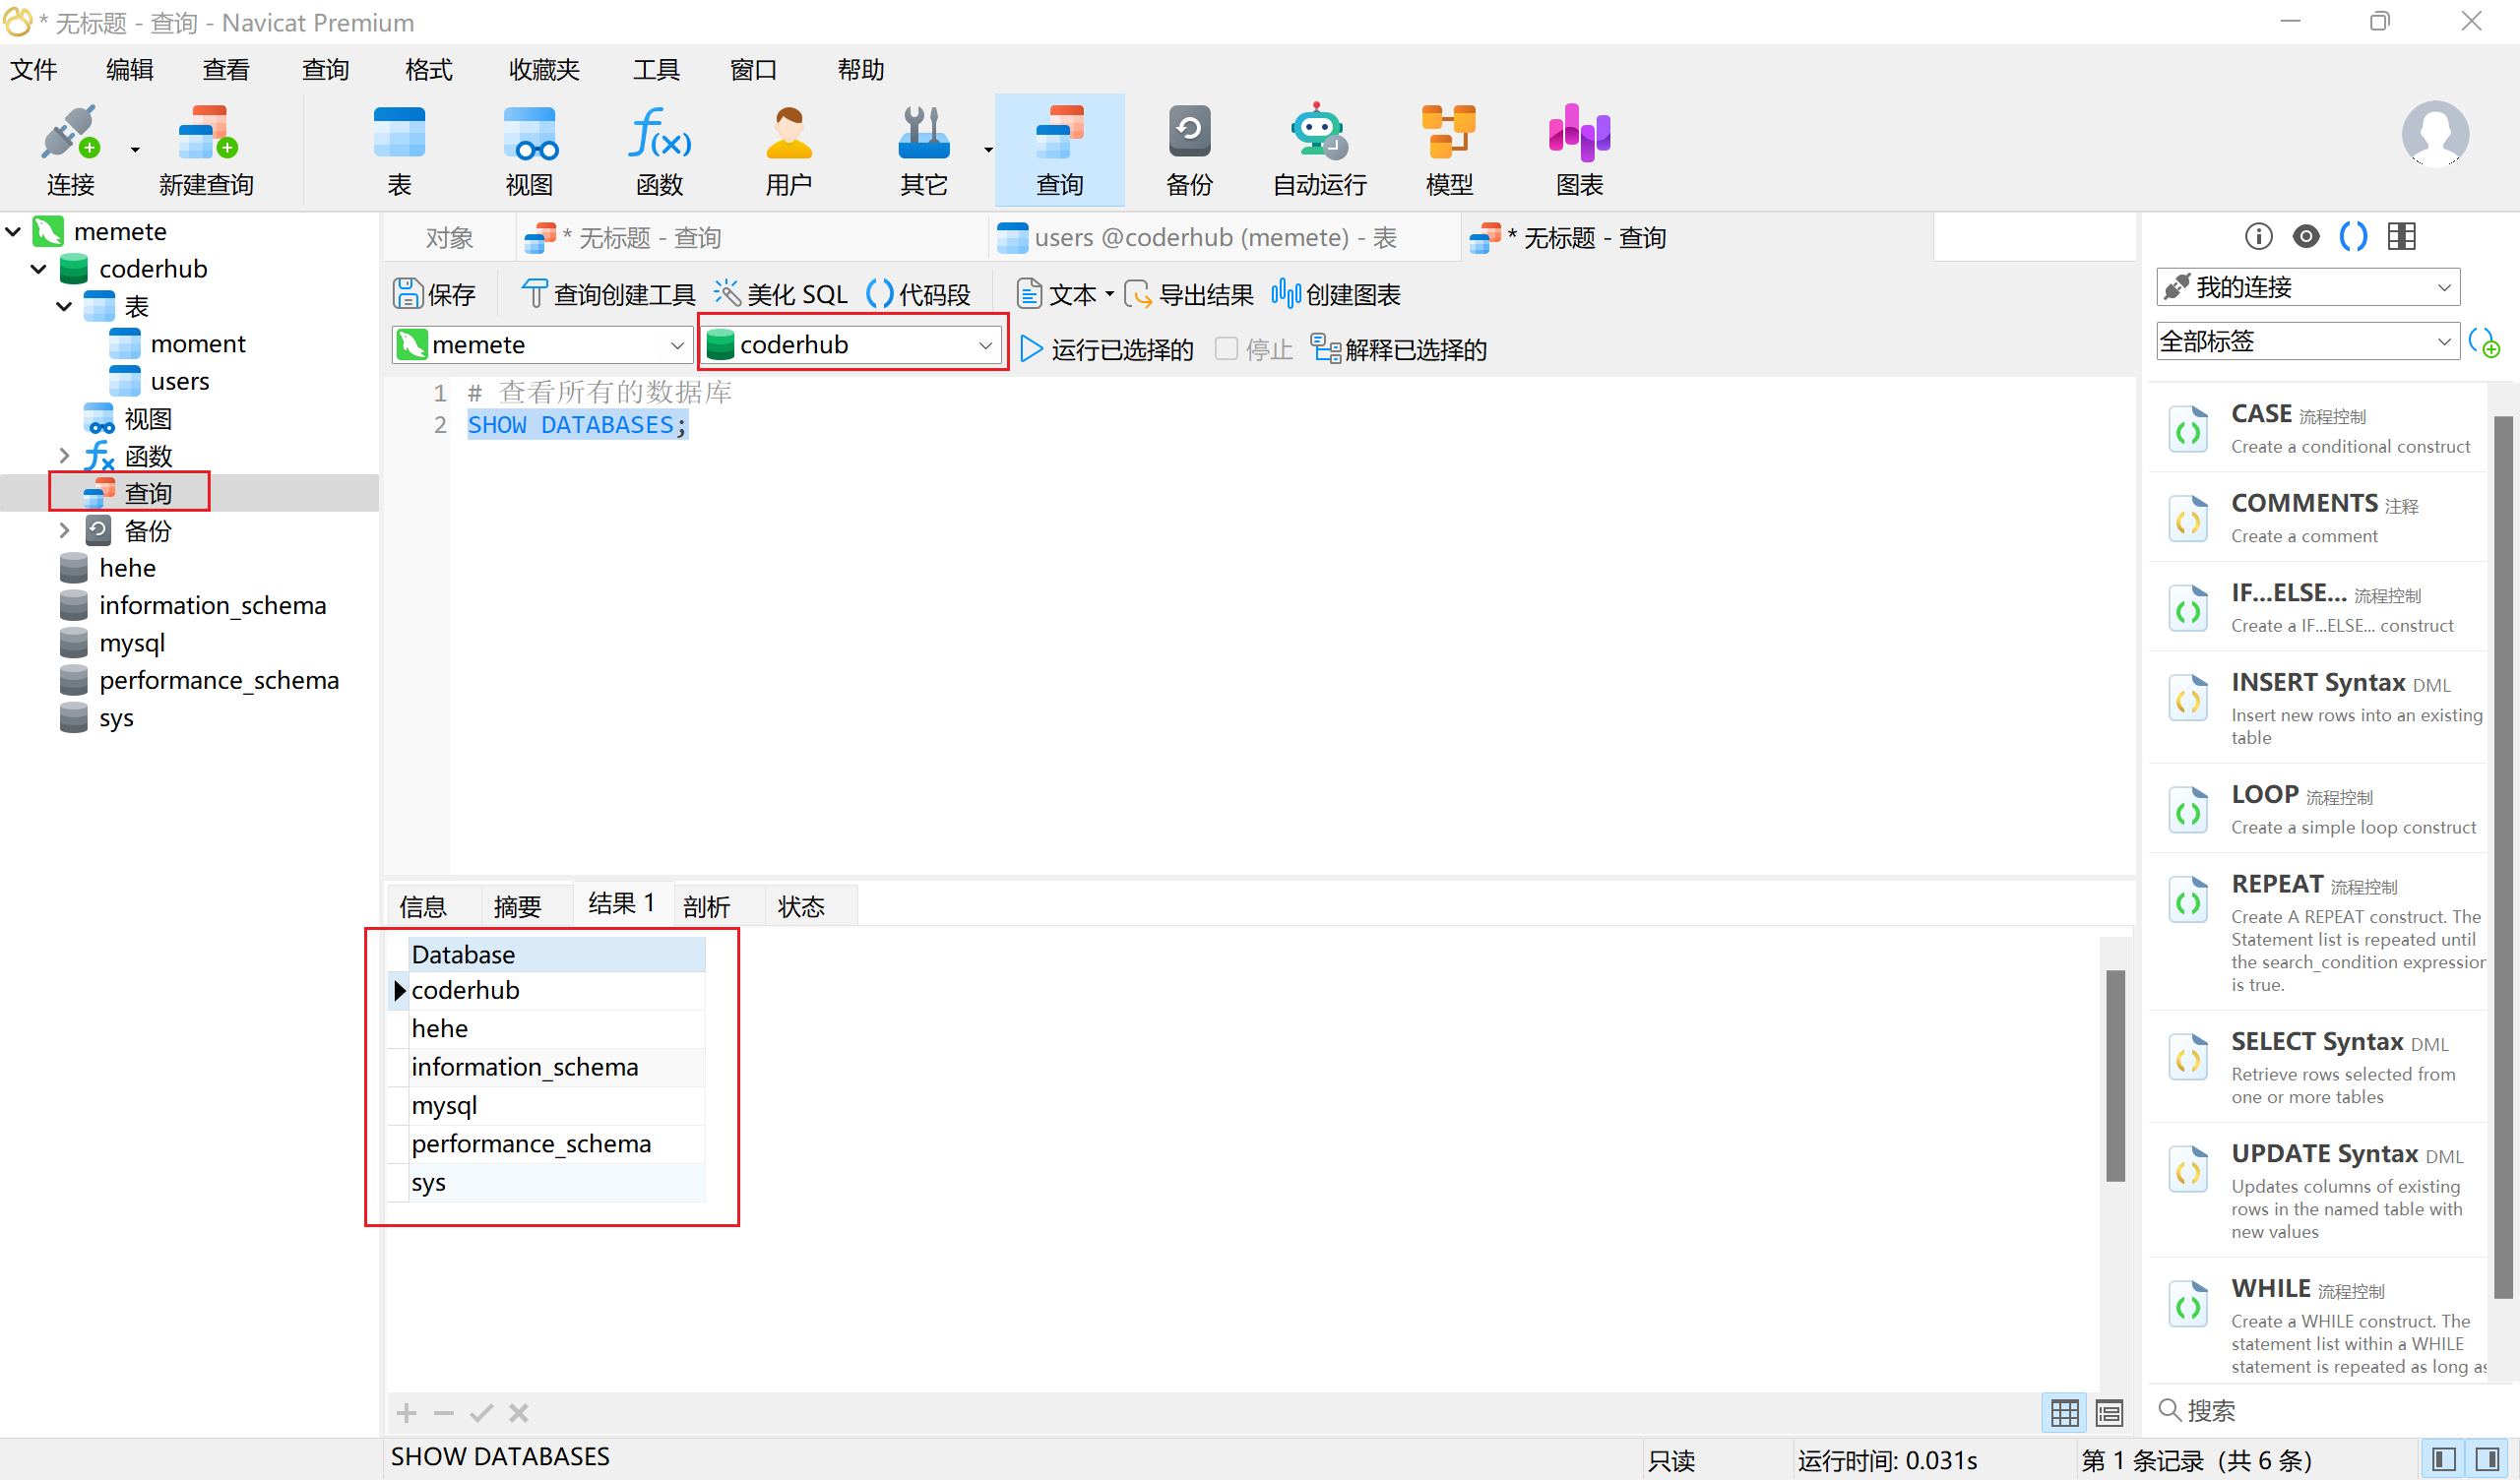 * 无标题 - 查询 - Navicat Premium
文件 编辑 查看 查询 格式 收藏夹 工具 窗口 帮助
连接 新建查询 表 视图 函数 用户 其它 查询 备份 自动运行 模型 图表
memete
coderhub
表
moment
users
视图
函数
查询
备份
hehe
information_schema
mysql
performance_schema
sys
对象 * 无标题 - 查询 users @coderhub (memete) - 表 * 无标题 - 查询
保存 查询创建工具 美化 SQL 代码段 文本 导出结果 创建图表
memete coderhub 运行已选择的 停止 解释已选择的
1 # 查看所有的数据库
2 SHOW DATABASES;
信息 摘要 结果 1 剖析 状态
Database
coderhub
hehe
information_schema
mysql
performance_schema
sys
我的连接
全部标签
CASE 流程控制
Create a conditional construct
COMMENTS 注释
Create a comment
IF...ELSE... 流程控制
Create a IF...ELSE... construct
INSERT Syntax DML
Insert new rows into an existing
table
LOOP 流程控制
Create a simple loop construct
REPEAT 流程控制
Create A REPEAT construct. The
Statement list is repeated until
the search_condition expression
is true.
SELECT Syntax DML
Retrieve rows selected from
one or more tables
UPDATE Syntax DML
Updates columns of existing
rows in the named table with
new values
WHILE 流程控制
Create a WHILE construct. The
statement list within a WHILE
statement is repeated as long as
搜索
SHOW DATABASES 只读 运行时间: 0.031s 第 1 条记录 (共 6 条)